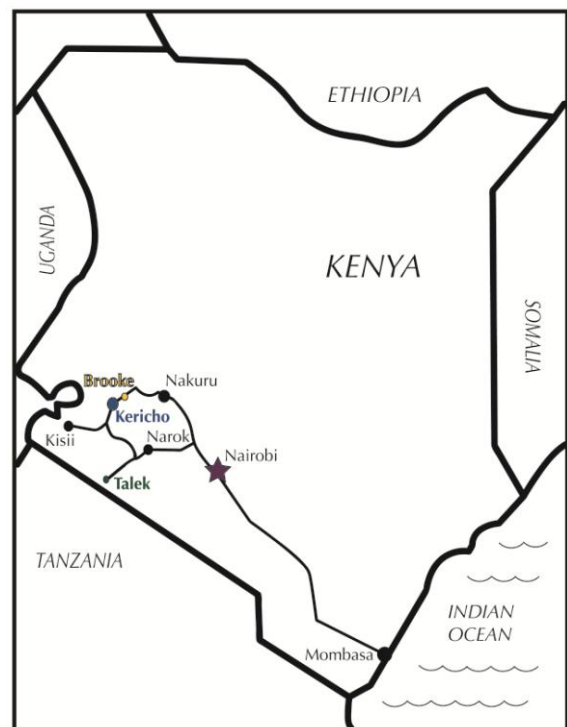 ETHIOPIA
UGANDA
KENYA
SOMALIA
Brooke
Nakuru
Kericho
Kisii
Narok
Nairobi
Talek
TANZANIA
INDIAN
OCEAN
Mombasa